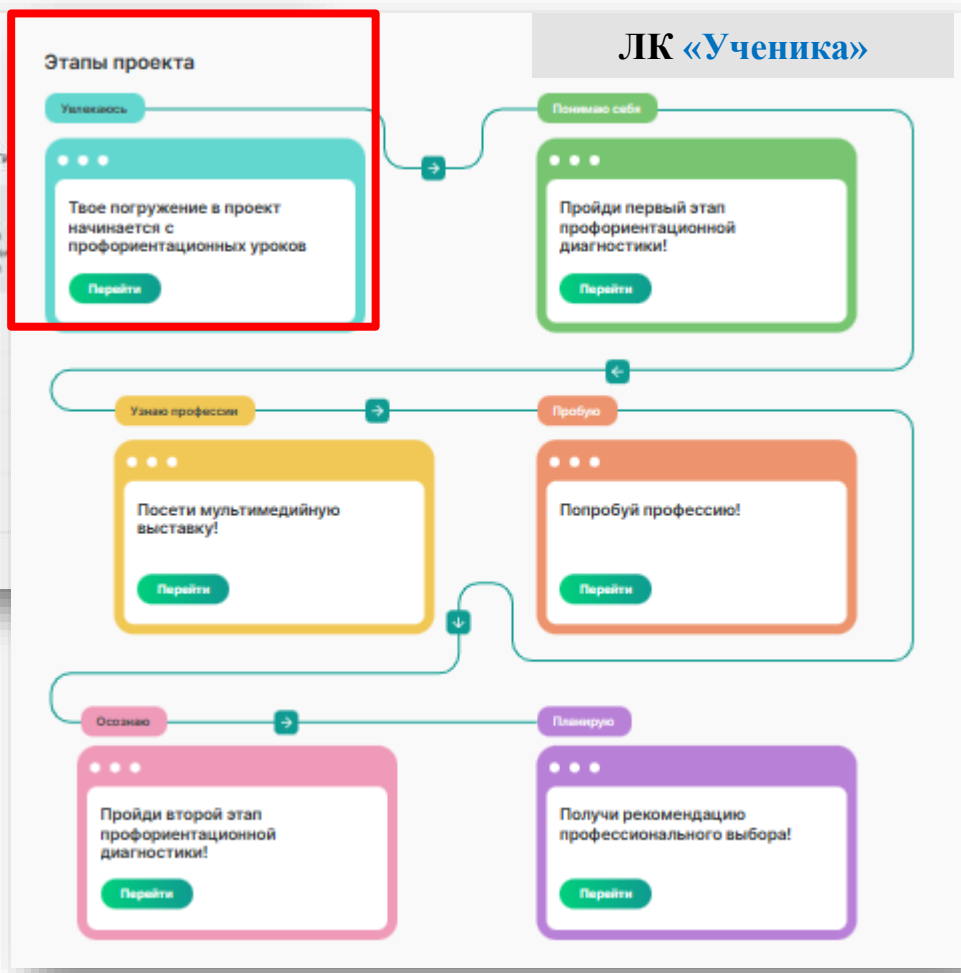 ЛК «Ученика»
Этапы проекта
Увлекаюсь
Твое погружение в проект
начинается с
профориентационных уроков
Перейти
Понимаю себя
Пройди первый этап
профориентационной
диагностики!
Перейти
Узнаю профессии
Посети мультимедийную
выставку!
Перейти
Пробую
Попробуй профессию!
Перейти
Осознаю
Пройди второй этап
профориентационной
диагностики!
Перейти
Планирую
Получи рекомендацию
профессионального выбора!
Перейти